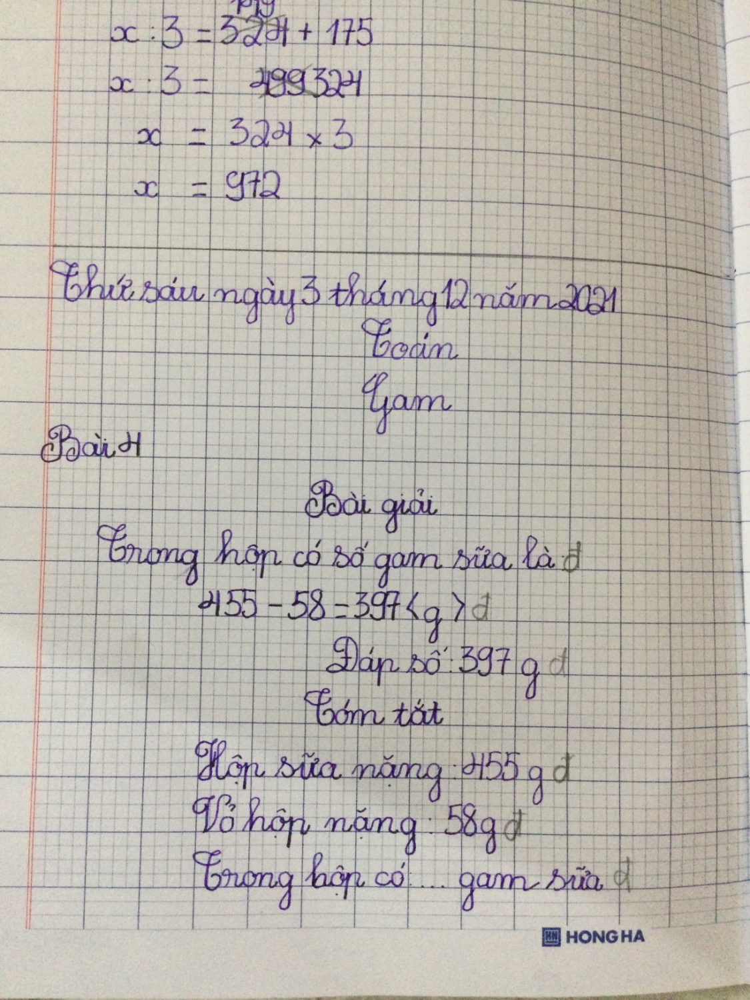 149
x : 3 = 324 + 175
x : 3 = 499 324
x = 324 × 3
x = 972
Thứ sáu ngày 3 tháng 12 năm 2021
Toán
Gam
Bài 4
Bài giải
Trong hộp có số gam sữa là đ
455 - 58 = 397 < g > đ
Đáp số : 397 g đ
Tóm tắt
Hộp sữa nặng : 455 g đ
Vỏ hộp nặng : 58g đ
Trong hộp có ... gam sữa đ
HONG HA